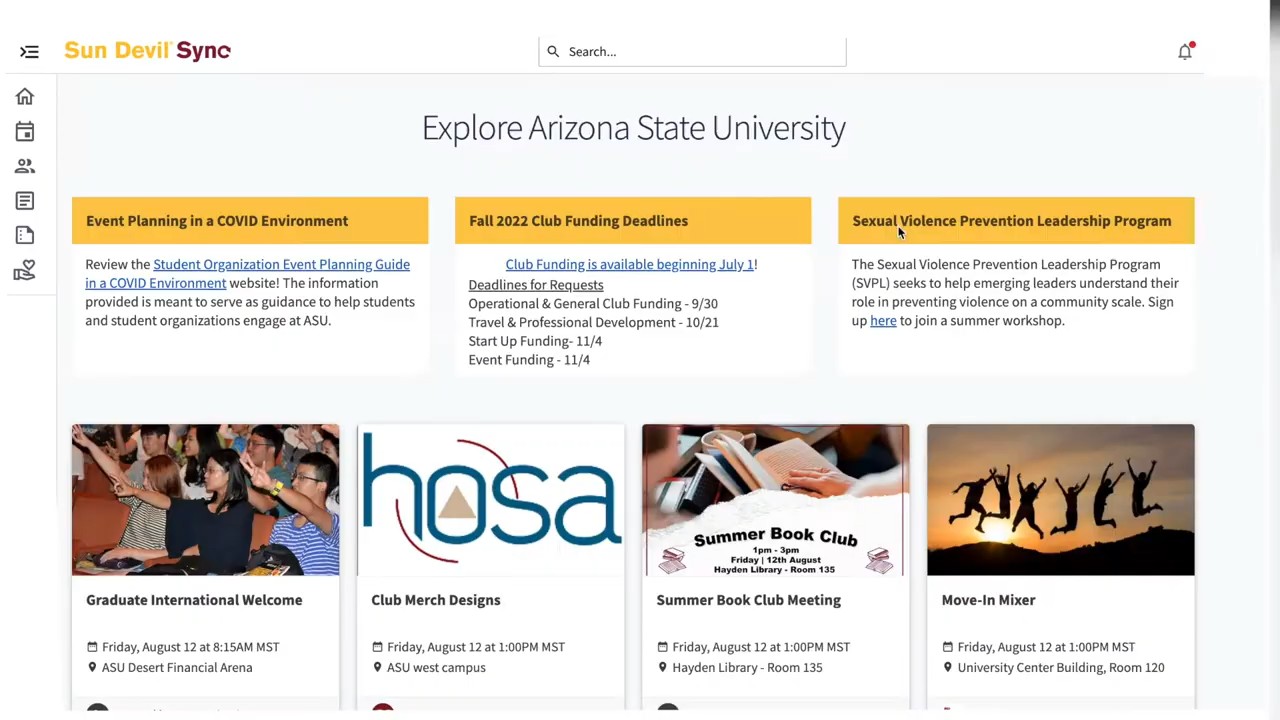 Sun Devil Sync
Search...
Explore Arizona State University
Event Planning in a COVID Environment
Review the Student Organization Event Planning Guide
in a COVID Environment website! The information
provided is meant to serve as guidance to help students
and student organizations engage at ASU.
Fall 2022 Club Funding Deadlines
Club Funding is available beginning July 1!
Deadlines for Requests
Operational & General Club Funding - 9/30
Travel & Professional Development - 10/21
Start Up Funding- 11/4
Event Funding - 11/4
Sexual Violence Prevention Leadership Program
The Sexual Violence Prevention Leadership Program
(SVPL) seeks to help emerging leaders understand their
role in preventing violence on a community scale. Sign
up here to join a summer workshop.
Graduate International Welcome
Friday, August 12 at 8:15AM MST
ASU Desert Financial Arena
hosa
Club Merch Designs
Friday, August 12 at 1:00PM MST
ASU west campus
Summer Book Club
1pm - 3pm
Friday | 12th August
Hayden Library - Room 135
Summer Book Club Meeting
Friday, August 12 at 1:00PM MST
Hayden Library - Room 135
Move-In Mixer
Friday, August 12 at 1:00PM MST
University Center Building, Room 120